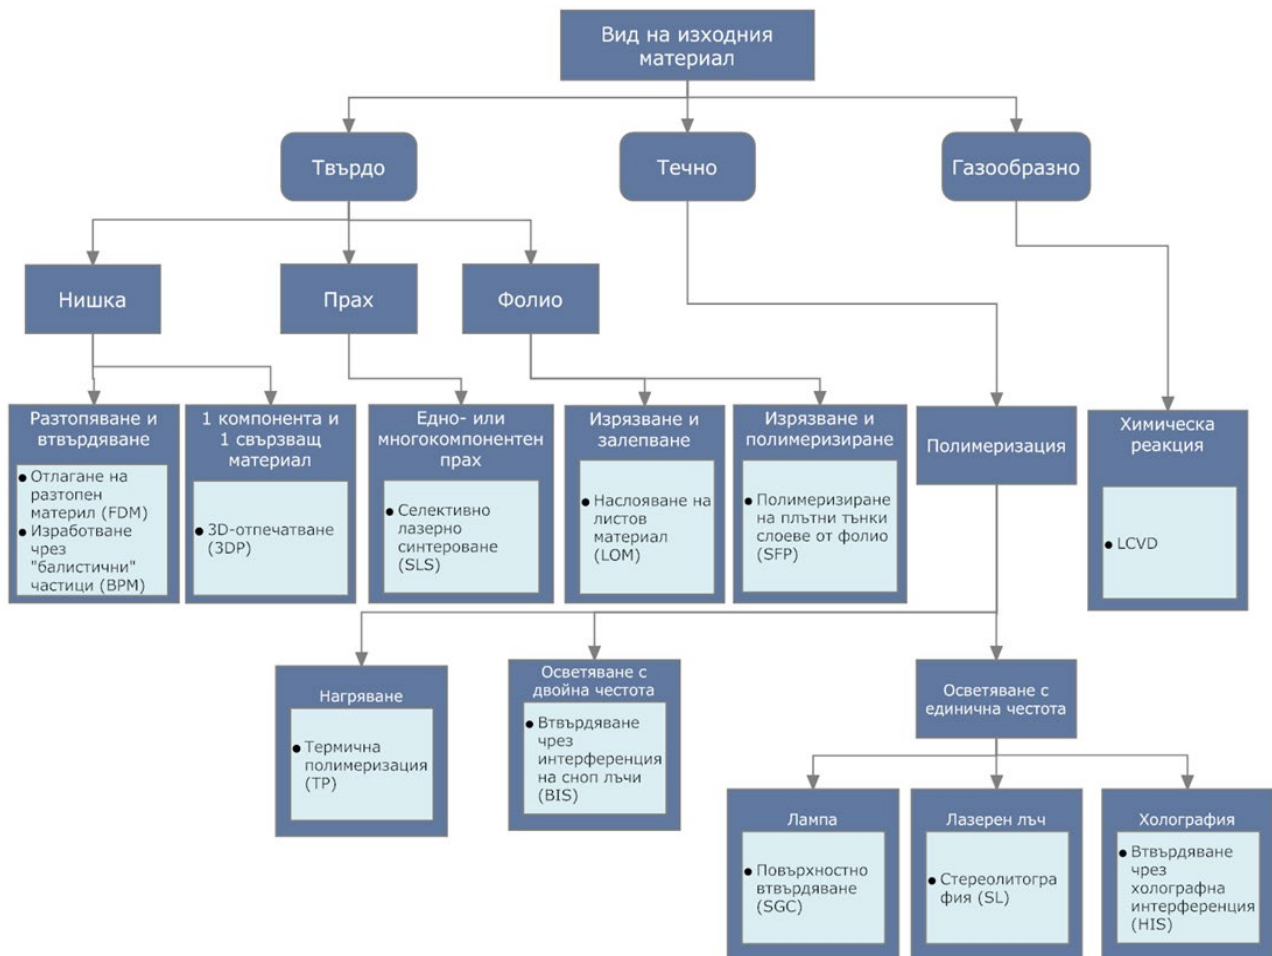 Вид на изходния
материал
Твърдо
Течно
Газообразно
Нишка
Прах
Фолио
Разтопяване и
втвърдяване
● Отлагане на
разтопен
материл (FDM)
● Изработване
чрез
"балистични"
частици (BPM)
1 компонента и
1 свързващ
материал
● 3D-отпечатване
(3DP)
Едно- или
многокомпонентен
прах
● Селективно
лазерно
синтероване
(SLS)
Изрязване и
залепване
● Наслояване на
листов
материал
(LOM)
Изрязване и
полимеризиране
● Полимеризиране
на плътни тънки
слоеве от фолио
(SFP)
Полимеризация
Химическа
реакция
● LCVD
Нагряване
● Термична
полимеризация
(TP)
Осветяване с
двойна честота
● Втвърдяване
чрез
интерференция
на сноп лъчи
(BIS)
Осветяване с
единична честота
Лампа
● Повърхностно
втвърдяване
(SGC)
Лазерен лъч
● Стереолитогра
фия (SL)
Холография
● Втвърдяване
чрез
холографна
интерференция
(HIS)